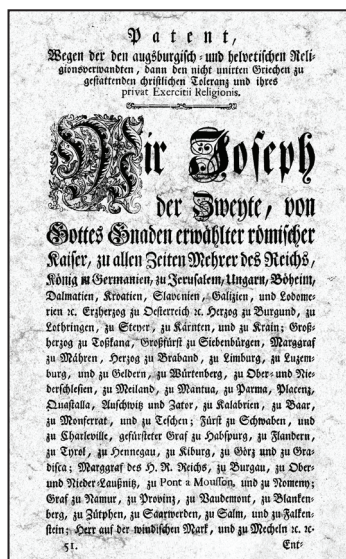 Patent,
Wegen der den augsburgisch- und helvetischen Reli-
gionsverwandten, dann den nicht unirten Griechen zu
gestattenden christlichen Toleranz und ihres
privat Exercitii Religionis.
Wir Joseph
der Zweyte, von
Gottes Gnaden erwählter römischer
Kaiser, zu allen Zeiten Mehrer des Reichs,
König in Germanien, zu Jerusalem, Ungarn, Böheim,
Dalmatien, Kroatien, Slavenien, Galizien, und Lodome-
rien ꝛc. Erzherzog zu Oesterreich ꝛc. Herzog zu Burgund, zu
Lothringen, zu Steyer, zu Kärnten, und zu Krain; Groß-
herzog zu Toßkana, Großfürst zu Siebenbürgen, Marggraf
zu Mähren, Herzog zu Braband, zu Limburg, zu Luzem-
burg, und zu Geldern, zu Würtenberg, zu Ober- und Nie-
derschlesien, zu Meiland, zu Mantua, zu Parma, Placenz,
Quastalla, Auschwitz und Zator, zu Kalabrien, zu Baar,
zu Monferrat, und zu Teschen; Fürst zu Schwaben, und
zu Charleville, gefürsteter Graf zu Habspurg, zu Flandern,
zu Tyrol, zu Hennegau, zu Kiburg, zu Görz und zu Gra-
disca; Marggraf des H. R. Reichs, zu Burgau, zu Ober-
und Nieder Laußnitz, zu Pont a Mousson, und zu Nomeny;
Graf zu Namur, zu Provinz, zu Vaudemont, zu Blanken-
berg, zu Zütphen, zu Saarwerden, zu Salm, und zu Falken-
stein; Herr auf der windischen Mark, und zu Mecheln ꝛc. ꝛc.
51. Ent-